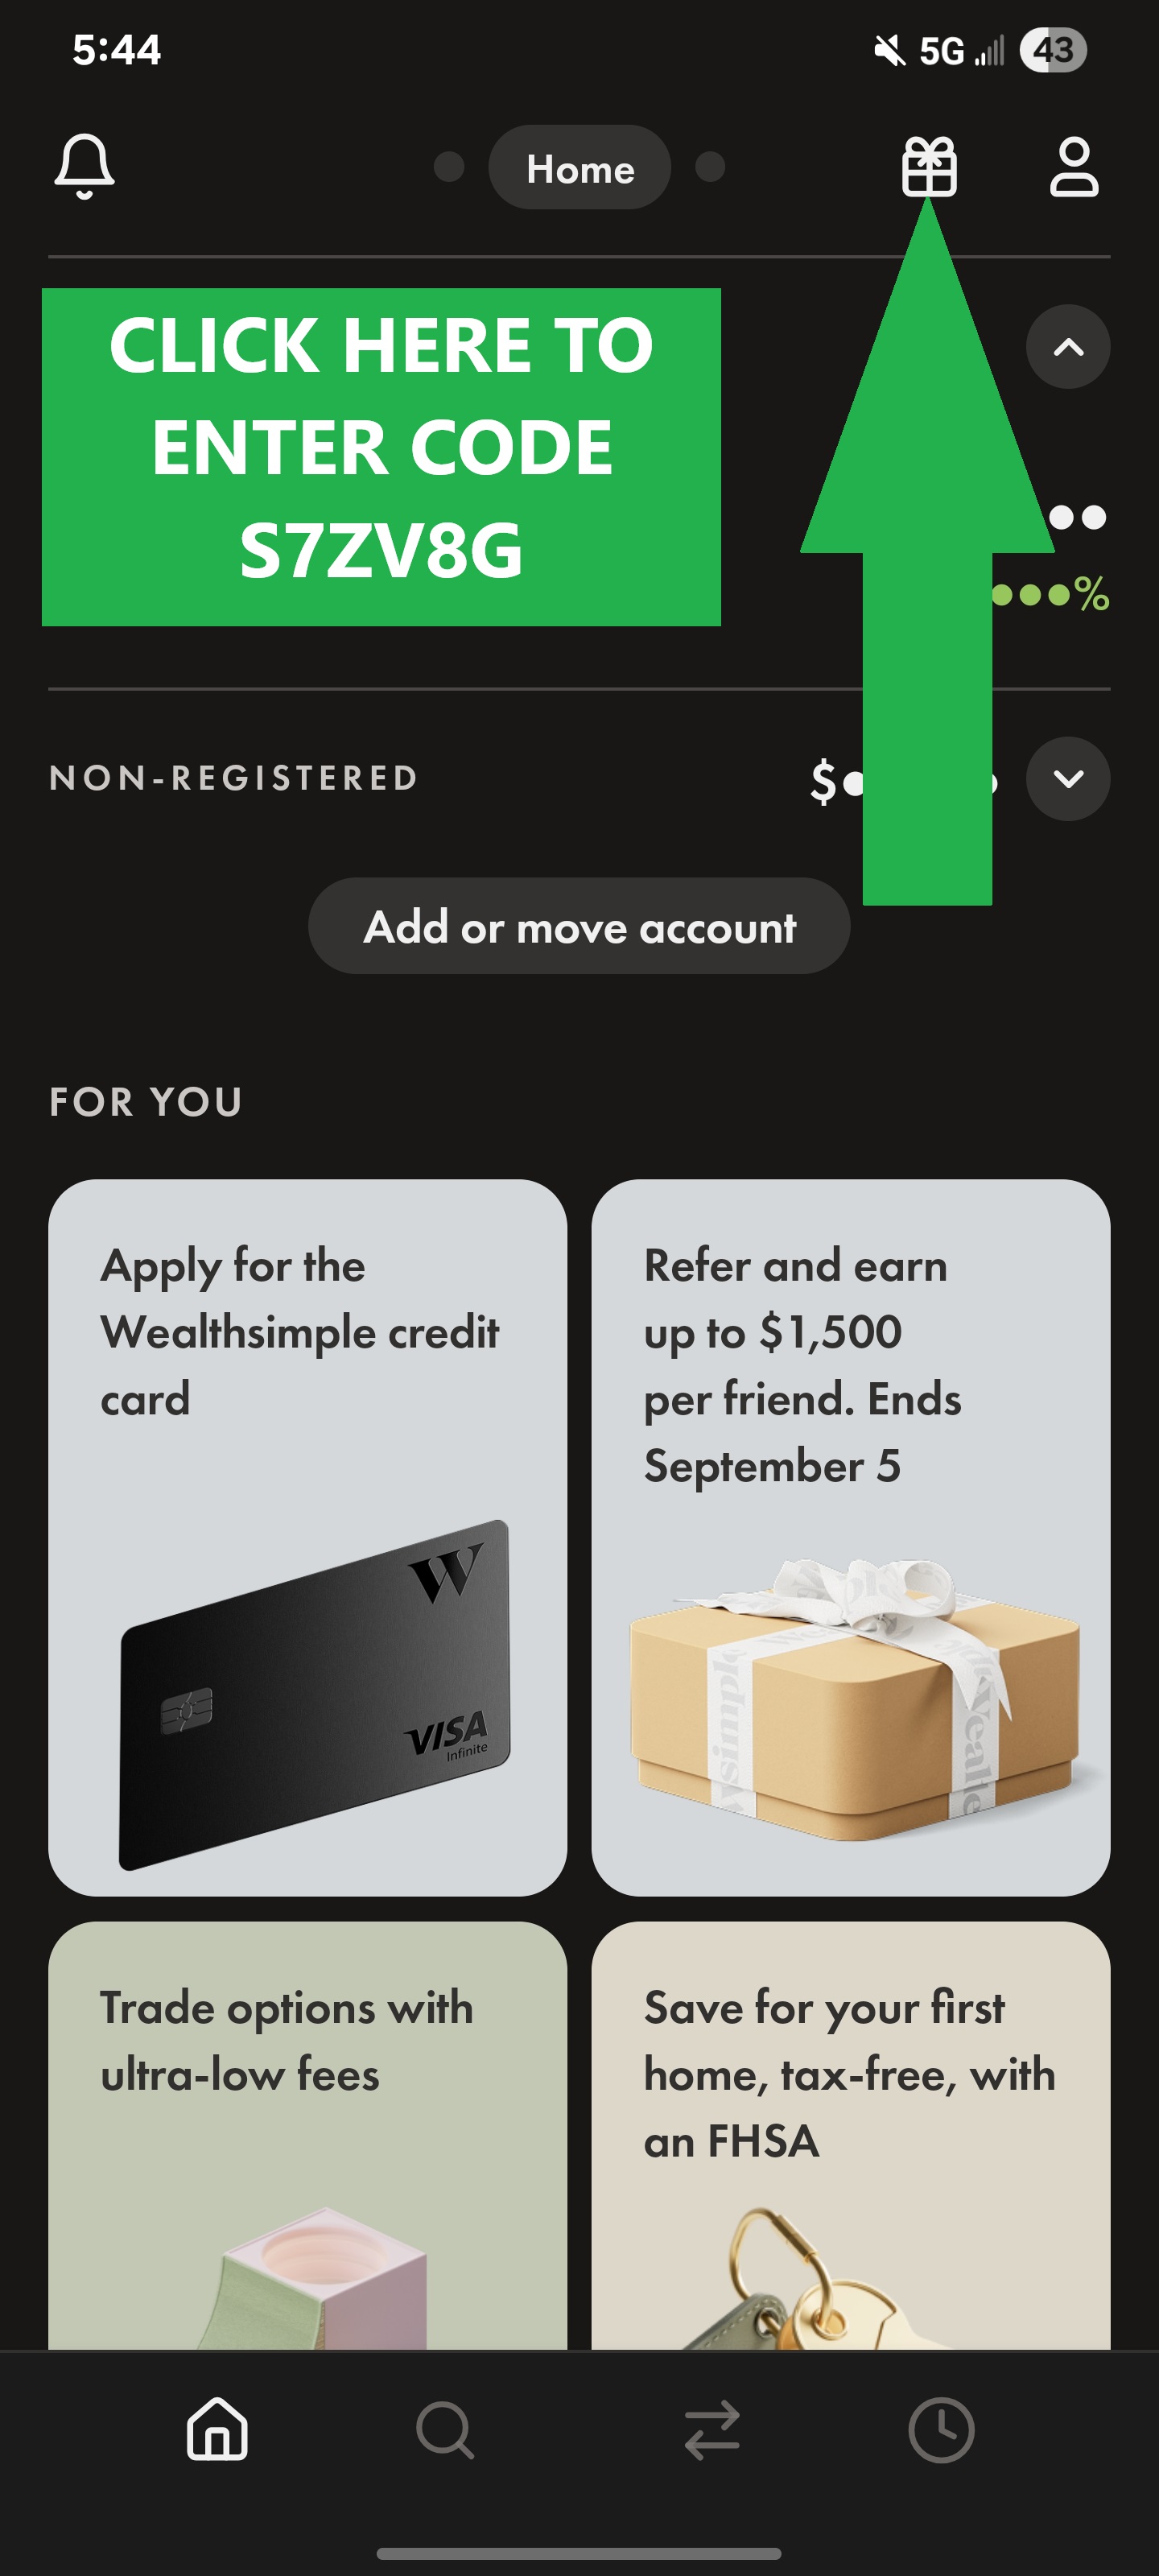 5:44
5G
43
Home
CLICK HERE TO
ENTER CODE
S7ZV8G
●●
●●●%
NON-REGISTERED
$●
Add or move account
FOR YOU
Apply for the
Wealthsimple credit
card
W
VISA
Infinite
Refer and earn
up to $1,500
per friend. Ends
September 5
Trade options with
ultra-low fees
Save for your first
home, tax-free, with
an FHSA